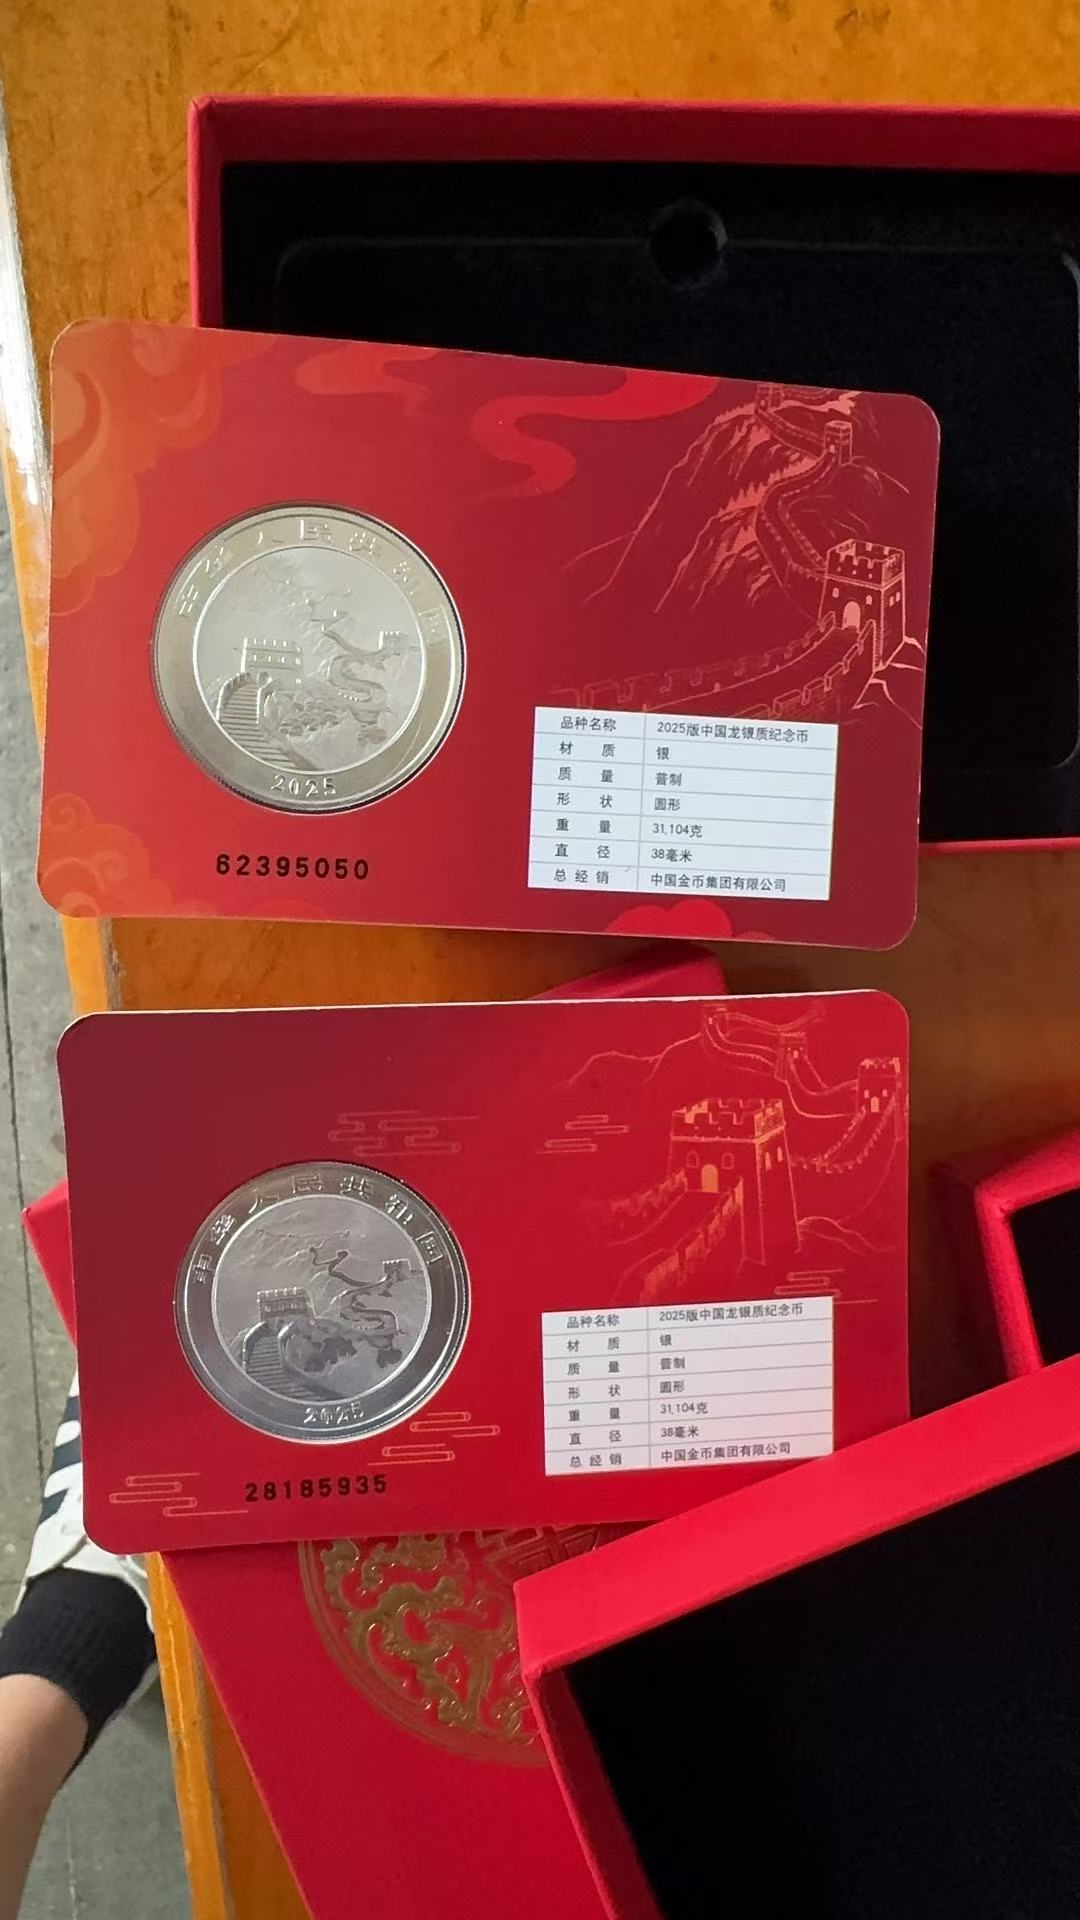 中华人民共和国
2025
62395050
品种名称 2025版中国龙银质纪念币
材 质 银
质 量 普制
形 状 圆形
重 量 31.104克
直 径 38毫米
总 经 销 中国金币集团有限公司
中华人民共和国
2025
28185935
品种名称 2025版中国龙银质纪念币
材 质 银
质 量 普制
形 状 圆形
重 量 31.104克
直 径 38毫米
总 经 销 中国金币集团有限公司